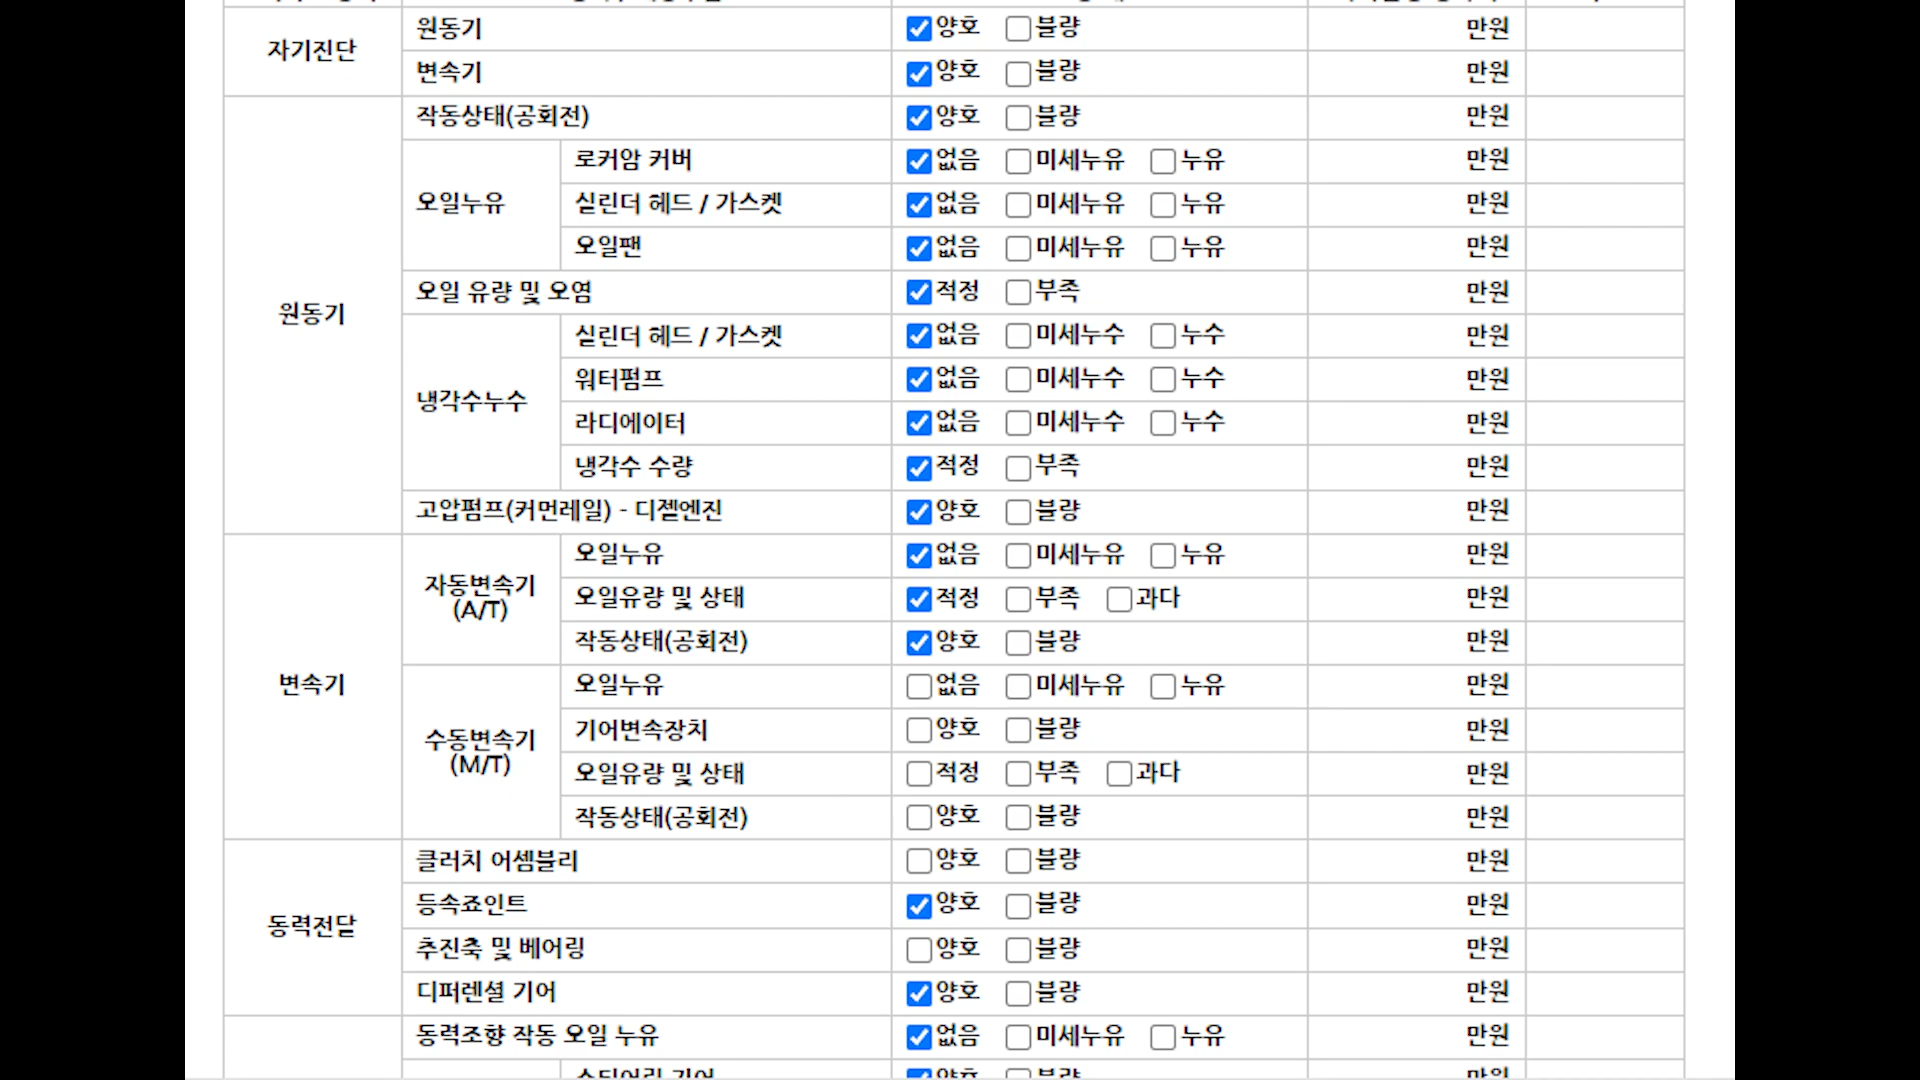 자기진단
원동기 양호 불량 만원
변속기 양호 불량 만원
원동기
작동상태(공회전) 양호 불량 만원
오일누유
로커암 커버 없음 미세누유 누유 만원
실린더 헤드 / 가스켓 없음 미세누유 누유 만원
오일팬 없음 미세누유 누유 만원
오일 유량 및 오염 적정 부족 만원
냉각수누수
실린더 헤드 / 가스켓 없음 미세누수 누수 만원
워터펌프 없음 미세누수 누수 만원
라디에이터 없음 미세누수 누수 만원
냉각수 수량 적정 부족 만원
고압펌프(커먼레일) - 디젤엔진 양호 불량 만원
변속기
자동변속기
(A/T)
오일누유 없음 미세누유 누유 만원
오일유량 및 상태 적정 부족 과다 만원
작동상태(공회전) 양호 불량 만원
수동변속기
(M/T)
오일누유 없음 미세누유 누유 만원
기어변속장치 양호 불량 만원
오일유량 및 상태 적정 부족 과다 만원
작동상태(공회전) 양호 불량 만원
동력전달
클러치 어셈블리 양호 불량 만원
등속죠인트 양호 불량 만원
추진축 및 베어링 양호 불량 만원
디퍼렌셜 기어 양호 불량 만원
동력조향 작동 오일 누유 없음 미세누유 누유 만원
스티어링 기어 양호 불량 만원